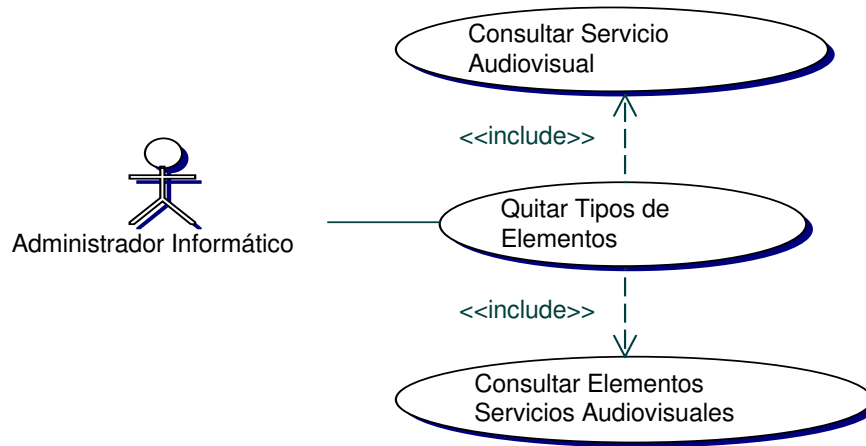 Consultar Servicio
Audiovisual
<<include>>
Administrador Informático
Quitar Tipos de
Elementos
<<include>>
Consultar Elementos
Servicios Audiovisuales